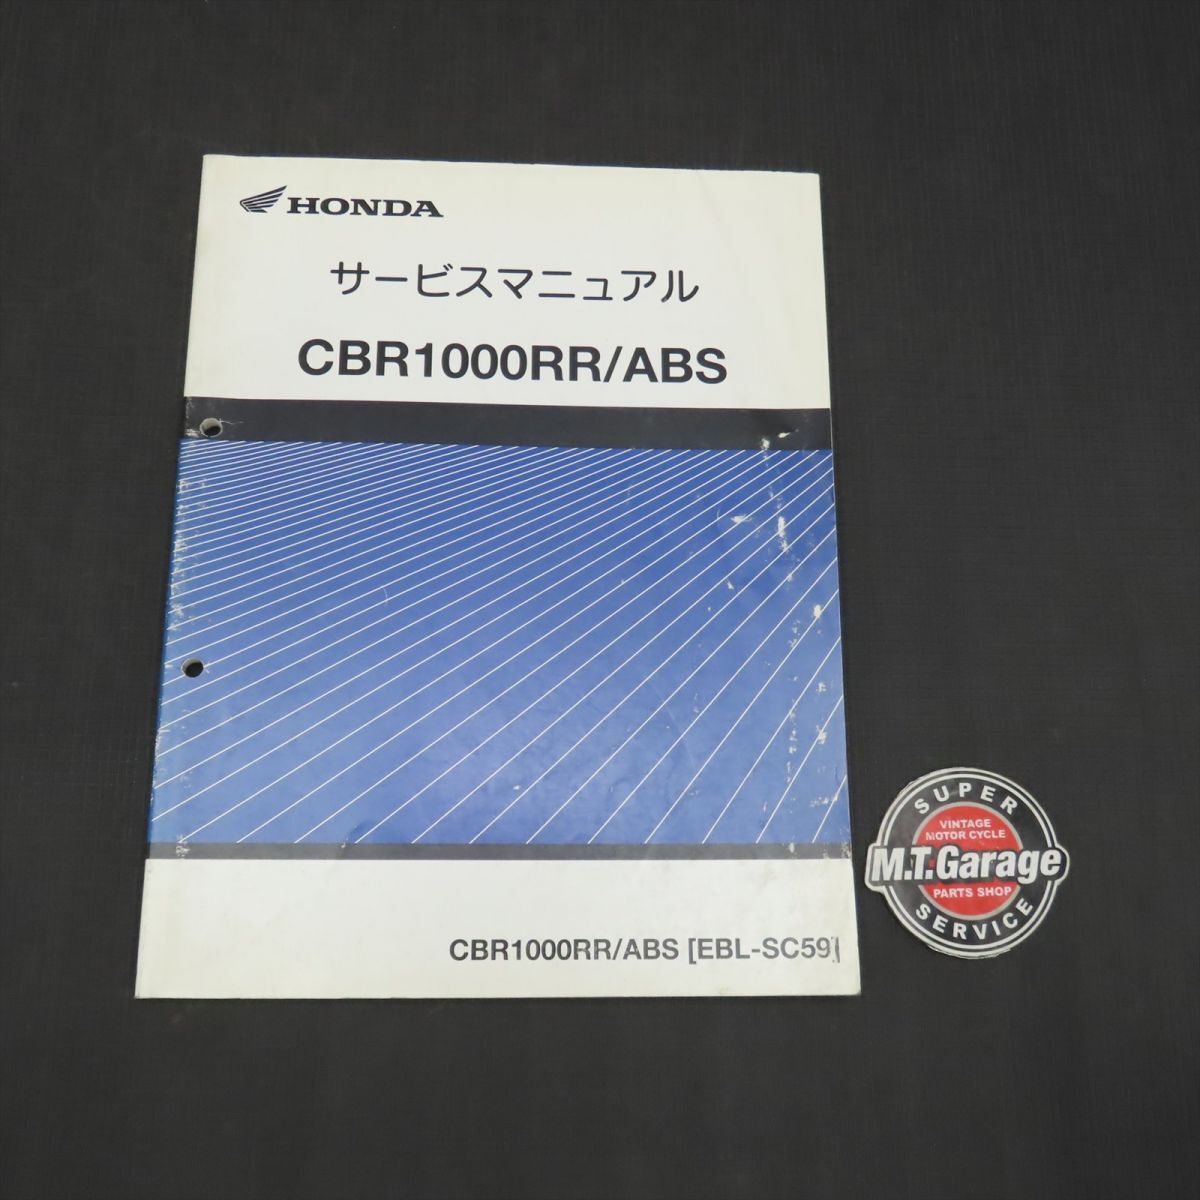 HONDA
サービスマニュアル
CBR1000RR/ABS
CBR1000RR/ABS [EBL-SC59]
SUPER
VINTAGE
MOTOR CYCLE
M.T.Garage
PARTS SHOP
SERVICE